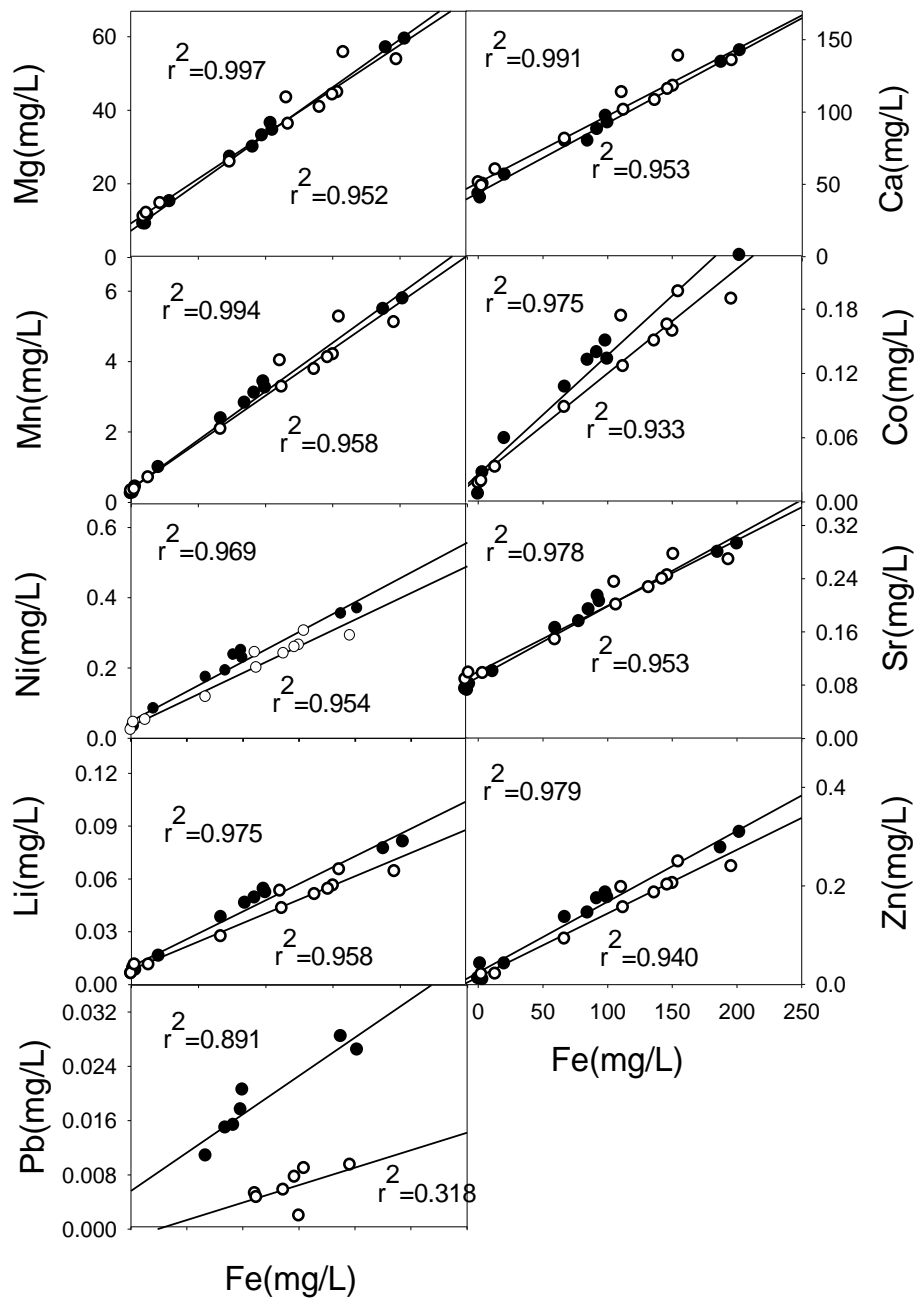 60
40
20
0
Mg(mg/L)
r2=0.997
r2=0.952
150
100
50
0
Ca(mg/L)
r2=0.991
r2=0.953
6
4
2
0
Mn(mg/L)
r2=0.994
r2=0.958
0.18
0.12
0.06
0.00
Co(mg/L)
r2=0.975
r2=0.933
0.6
0.4
0.2
0.0
Ni(mg/L)
r2=0.969
r2=0.954
0.32
0.24
0.16
0.08
0.00
Sr(mg/L)
r2=0.978
r2=0.953
0.12
0.09
0.06
0.03
0.00
Li(mg/L)
r2=0.975
r2=0.958
0.4
0.2
0.0
Zn(mg/L)
r2=0.979
r2=0.940
0 50 100 150 200 250
Fe(mg/L)
0.032
0.024
0.016
0.008
0.000
Pb(mg/L)
r2=0.891
r2=0.318
Fe(mg/L)